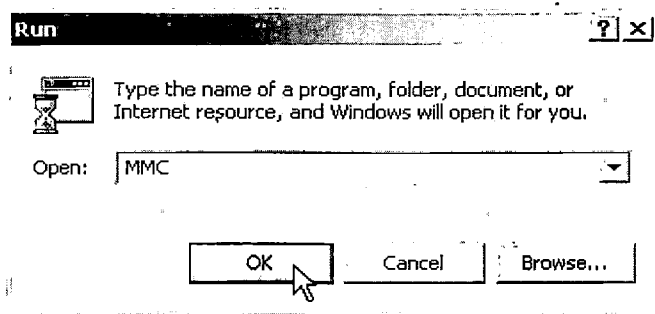 Run
Type the name of a program, folder, document, or
Internet resource, and Windows will open it for you.
Open: MMC
OK Cancel Browse...